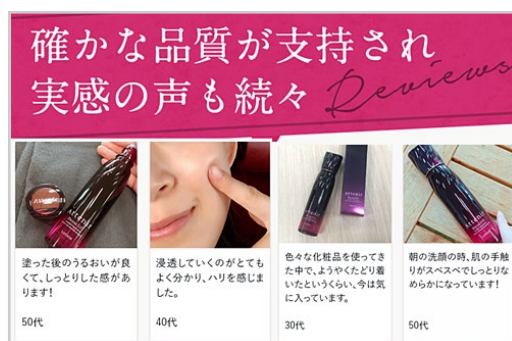 確かな品質が支持され
実感の声も続々
Reviews
塗った後のうるおいが良
くて、しっとりした感があ
ります!
50代
浸透していくのがとても
よく分かり、ハリを感じま
した。
40代
色々な化粧品を使ってき
た中で、ようやくたどり着
いたというくらい、今は気
に入っています。
30代
朝の洗顔の時、肌の手触
りがスベスベでしっとりな
めらかになっています!
50代